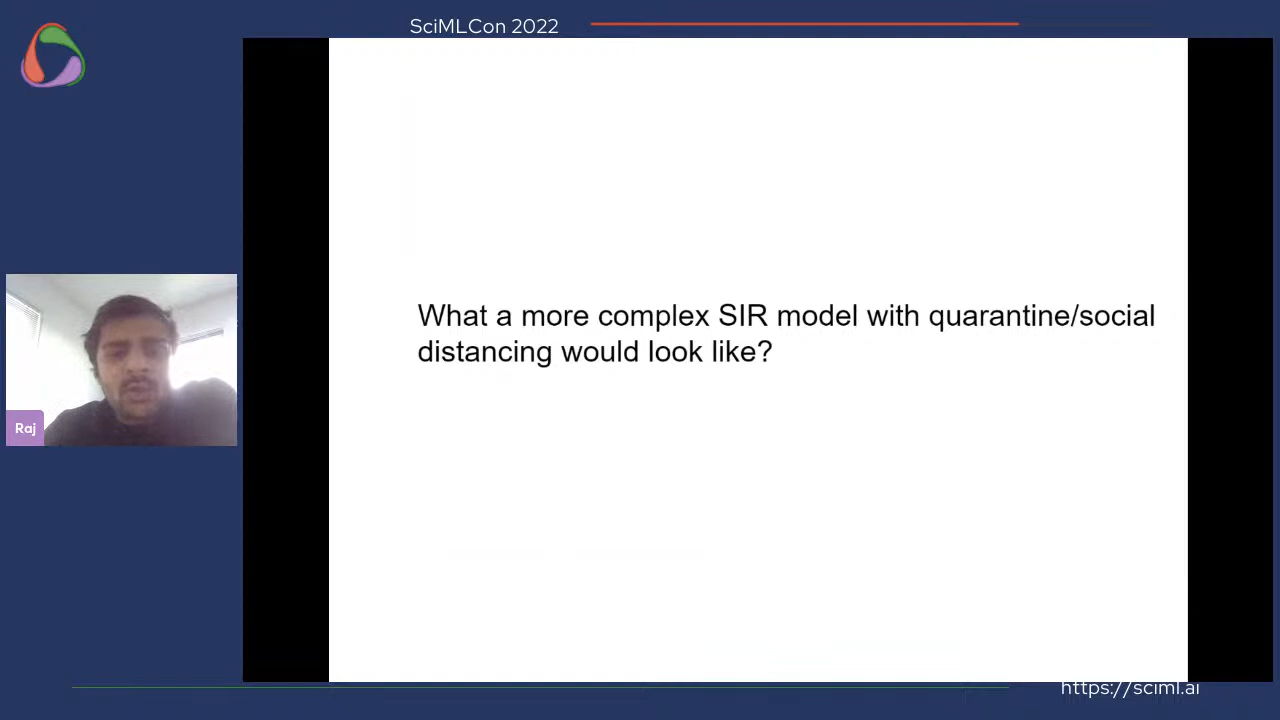 SciMLCon 2022
What a more complex SIR model with quarantine/social
distancing would look like?
Raj
https://sciml.ai